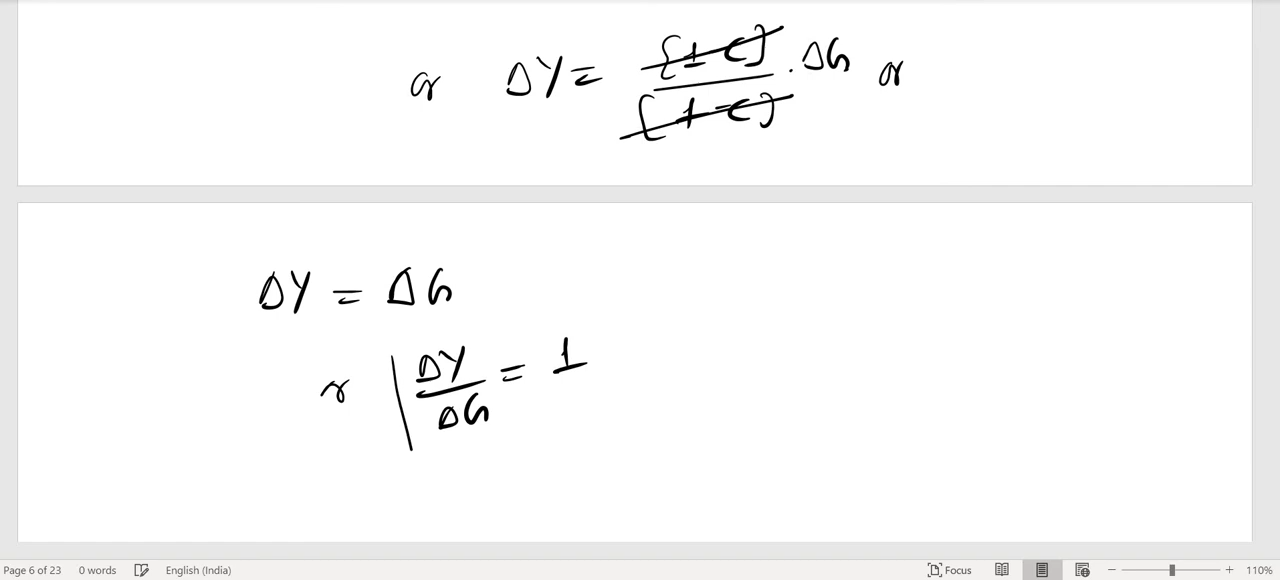 or ΔY = [1-C] / [1-C] . ΔG or
ΔY = ΔG
or ΔY / ΔG = 1
Page 6 of 23 0 words English (India) Focus − + 110%